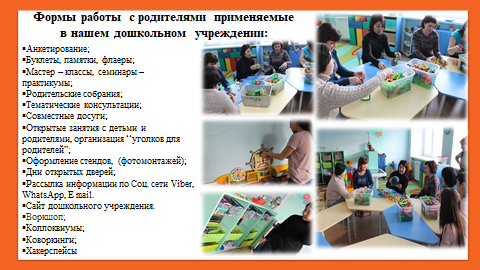 Формы работы с родителями применяемые
в нашем дошкольном учреждении:
▪Анкетирование;
▪Буклеты, памятки, флаеры;
▪Мастер – классы, семинары –
практикумы;
▪Родительские собрания;
▪Тематические консультации;
▪Совместные досуги;
▪Открытые занятия с детьми и
родителями, организация ''уголков для
родителей'';
▪Оформление стендов, (фотомонтажей);
▪Дни открытых дверей;
▪Рассылка информации по Соц. сети Viber,
WhatsApp, E mail.
▪Сайт дошкольного учреждения.
▪Воркшоп;
▪Коллоквиумы;
▪Коворкинги;
▪Хакерспейсы